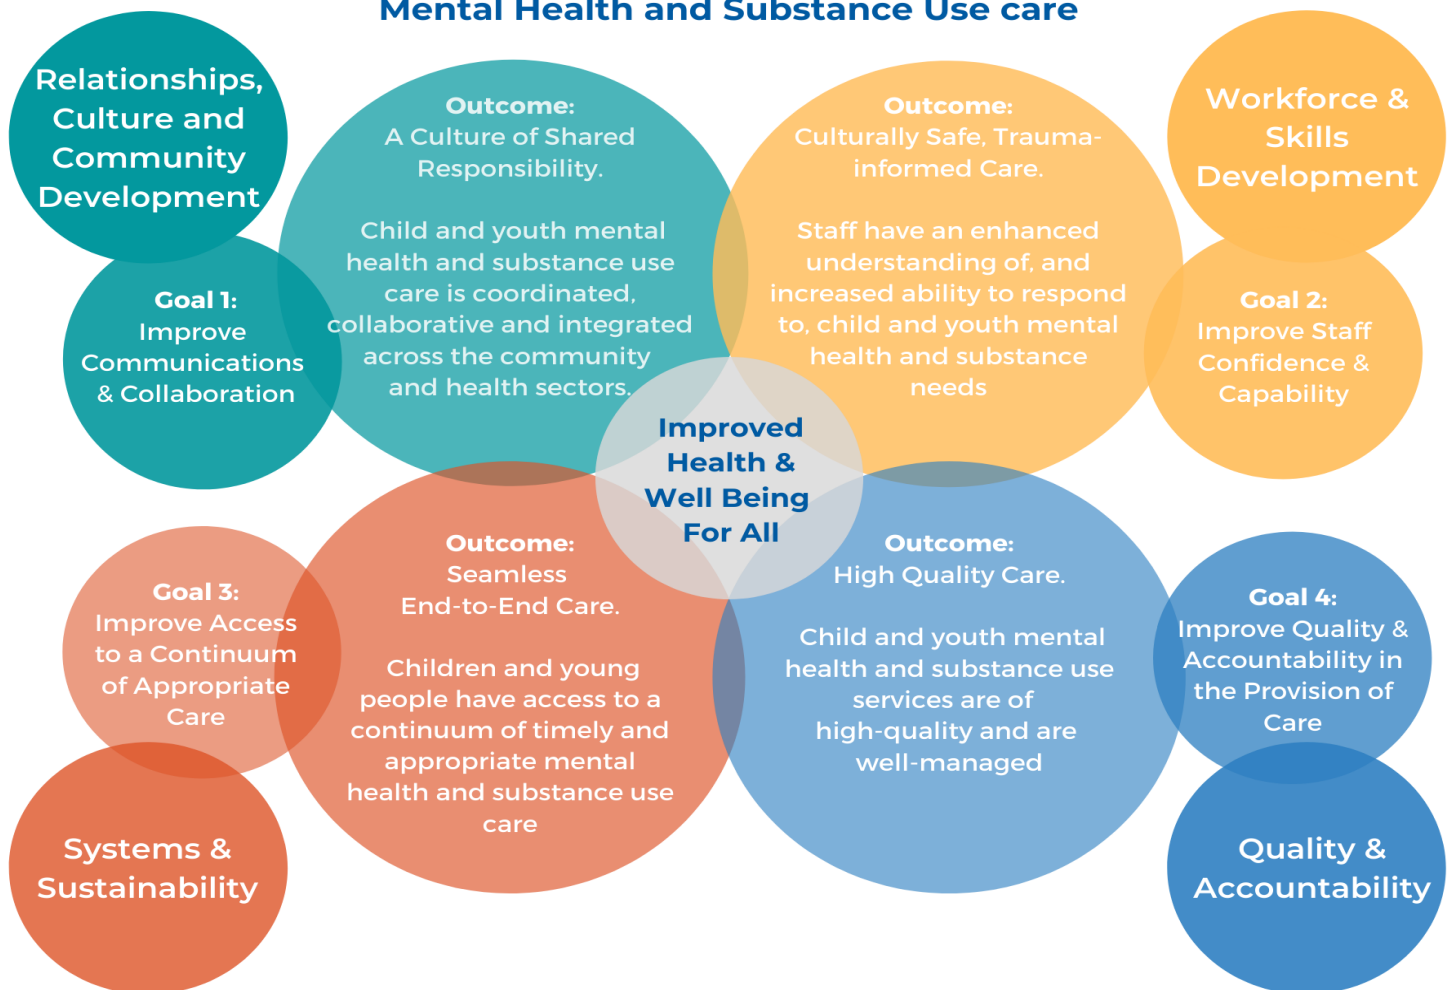 Mental Health and Substance Use care
Relationships,
Culture and
Community
Development
Goal 1:
Improve
Communications
& Collaboration
Outcome:
A Culture of Shared
Responsibility.
Child and youth mental
health and substance use
care is coordinated,
collaborative and integrated
across the community
and health sectors.
Outcome:
Culturally Safe, Trauma-
informed Care.
Staff have an enhanced
understanding of, and
increased ability to respond
to, child and youth mental
health and substance
needs
Workforce &
Skills
Development
Goal 2:
Improve Staff
Confidence &
Capability
Improved
Health &
Well Being
For All
Goal 3:
Improve Access
to a Continuum
of Appropriate
Care
Systems &
Sustainability
Outcome:
Seamless
End-to-End Care.
Children and young
people have access to a
continuum of timely and
appropriate mental
health and substance use
care
Outcome:
High Quality Care.
Child and youth mental
health and substance use
services are of
high-quality and are
well-managed
Goal 4:
Improve Quality &
Accountability in
the Provision of
Care
Quality &
Accountability